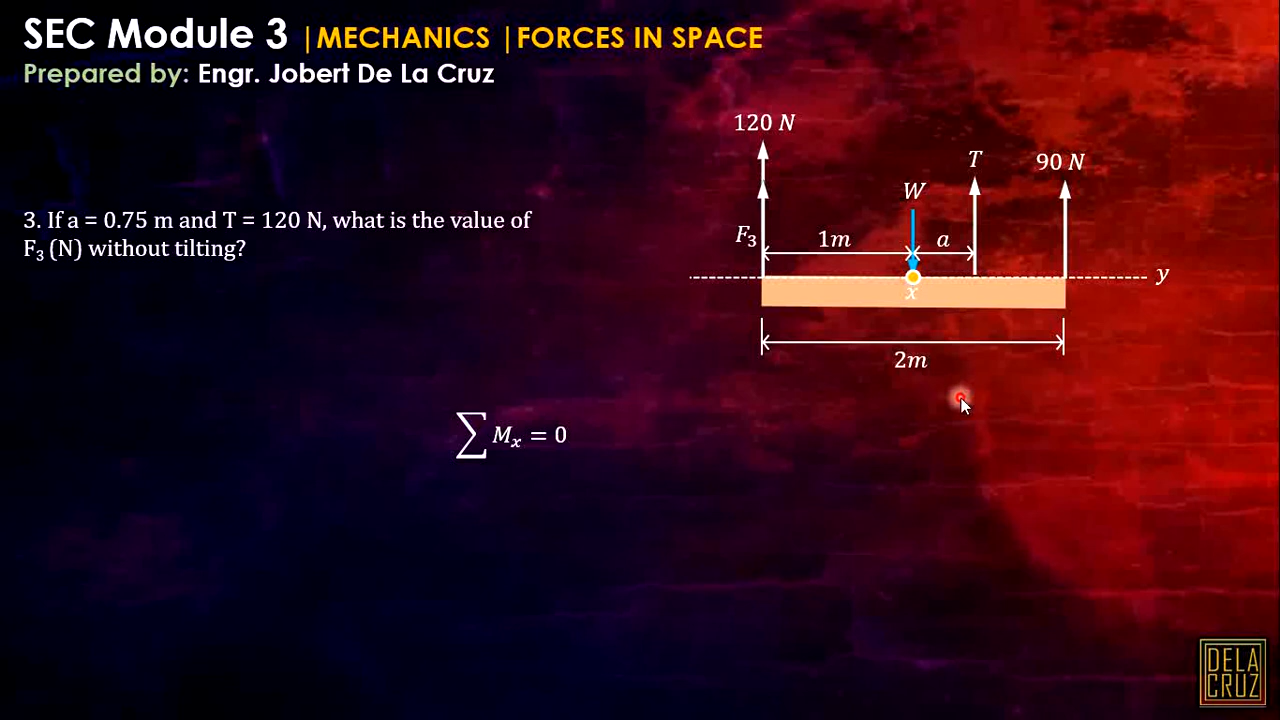 SEC Module 3 |MECHANICS |FORCES IN SPACE
Prepared by: Engr. Jobert De La Cruz
120 N
T
90 N
W
3. If a = 0.75 m and T = 120 N, what is the value of
F₃ (N) without tilting?
F₃
1m
a
y
x
2m
∑ Mₓ = 0
DELA
CRUZ